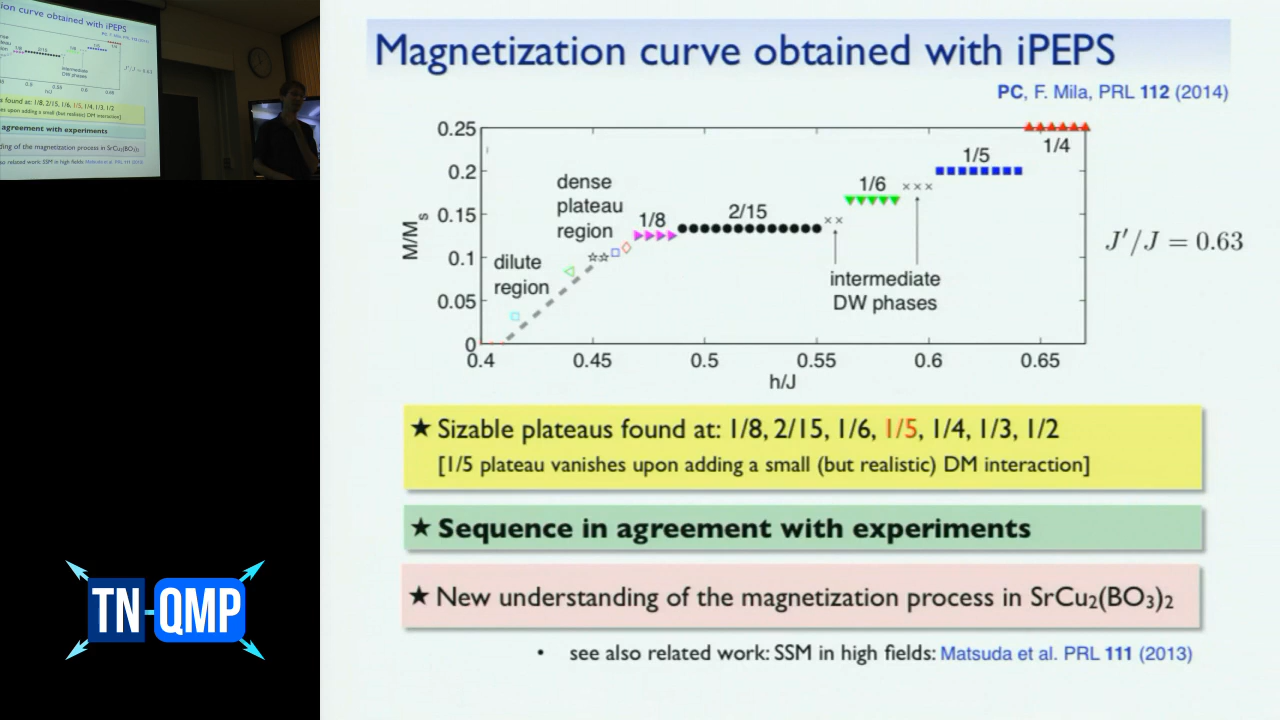 Magnetization curve obtained with iPEPS
PC, F. Mila, PRL 112 (2014)
0.25
0.2
0.15
0.1
0.05
0
M/Ms
0.4
0.45
0.5
0.55
0.6
0.65
h/J
dilute
region
dense
plateau
region
1/8
2/15
1/6
1/5
1/4
intermediate
DW phases
J′/J = 0.63
★ Sizable plateaus found at: 1/8, 2/15, 1/6, 1/5, 1/4, 1/3, 1/2
[1/5 plateau vanishes upon adding a small (but realistic) DM interaction]
★ Sequence in agreement with experiments
★ New understanding of the magnetization process in SrCu₂(BO₃)₂
• see also related work: SSM in high fields: Matsuda et al. PRL 111 (2013)
TN-QMP